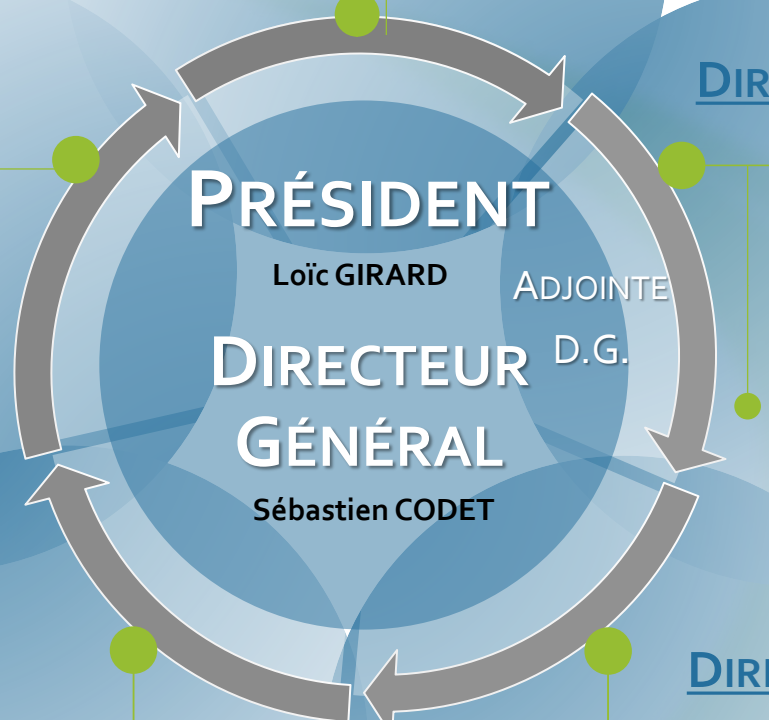 PRÉSIDENT
Loïc GIRARD
ADJOINTE
D.G.
DIRECTEUR
GÉNÉRAL
Sébastien CODET